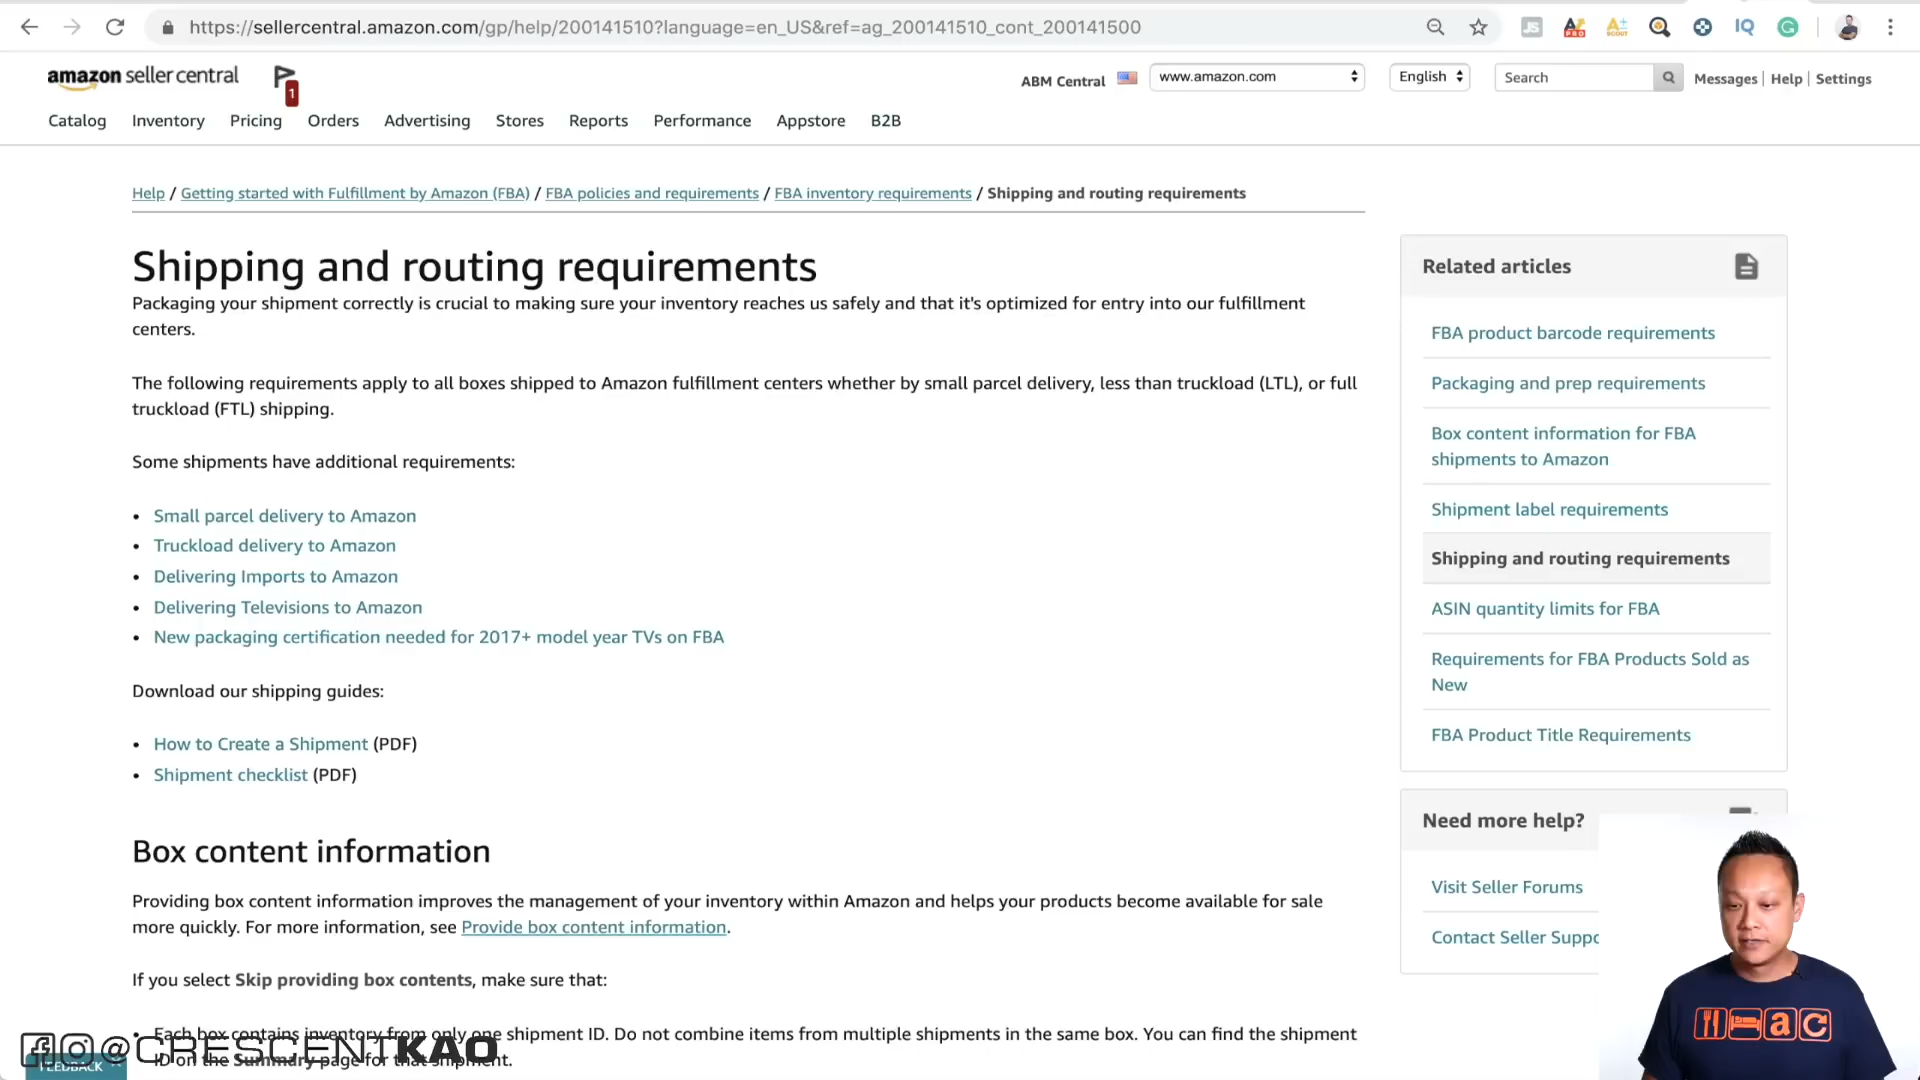 https://sellercentral.amazon.com/gp/help/200141510?language=en_US&ref=ag_200141510_cont_200141500
JS
PRO
SCOUT
IQ
amazon seller central
1
ABM Central
www.amazon.com
English
Search
Messages | Help | Settings
Catalog Inventory Pricing Orders Advertising Stores Reports Performance Appstore B2B
Help / Getting started with Fulfillment by Amazon (FBA) / FBA policies and requirements / FBA inventory requirements / Shipping and routing requirements
Shipping and routing requirements
Packaging your shipment correctly is crucial to making sure your inventory reaches us safely and that it's optimized for entry into our fulfillment
centers.
The following requirements apply to all boxes shipped to Amazon fulfillment centers whether by small parcel delivery, less than truckload (LTL), or full
truckload (FTL) shipping.
Some shipments have additional requirements:
• Small parcel delivery to Amazon
• Truckload delivery to Amazon
• Delivering Imports to Amazon
• Delivering Televisions to Amazon
• New packaging certification needed for 2017+ model year TVs on FBA
Download our shipping guides:
• How to Create a Shipment (PDF)
• Shipment checklist (PDF)
Box content information
Providing box content information improves the management of your inventory within Amazon and helps your products become available for sale
more quickly. For more information, see Provide box content information.
If you select Skip providing box contents, make sure that:
• Each box contains inventory from only one shipment ID. Do not combine items from multiple shipments in the same box. You can find the shipment
ID on the Summary page for that shipment.
Related articles
FBA product barcode requirements
Packaging and prep requirements
Box content information for FBA
shipments to Amazon
Shipment label requirements
Shipping and routing requirements
ASIN quantity limits for FBA
Requirements for FBA Products Sold as
New
FBA Product Title Requirements
Need more help?
Visit Seller Forums
Contact Seller Suppo
@CRESCENTKAO
FEEDBACK